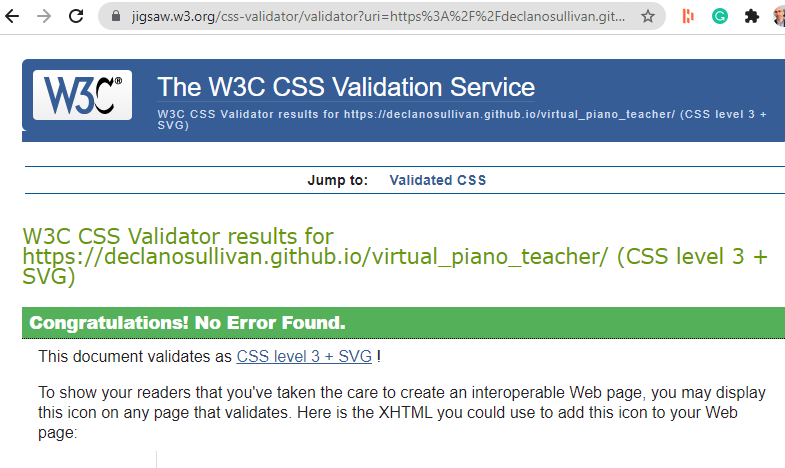 jigsaw.w3.org/css-validator/validator?uri=https%3A%2F%2Fdeclanosullivan.git...
W3C®
The W3C CSS Validation Service
W3C CSS Validator results for https://declanosullivan.github.io/virtual_piano_teacher/ (CSS level 3 +
SVG)
Jump to: Validated CSS
W3C CSS Validator results for
https://declanosullivan.github.io/virtual_piano_teacher/ (CSS level 3 +
SVG)
Congratulations! No Error Found.
This document validates as CSS level 3 + SVG !
To show your readers that you've taken the care to create an interoperable Web page, you may display
this icon on any page that validates. Here is the XHTML you could use to add this icon to your Web
page: